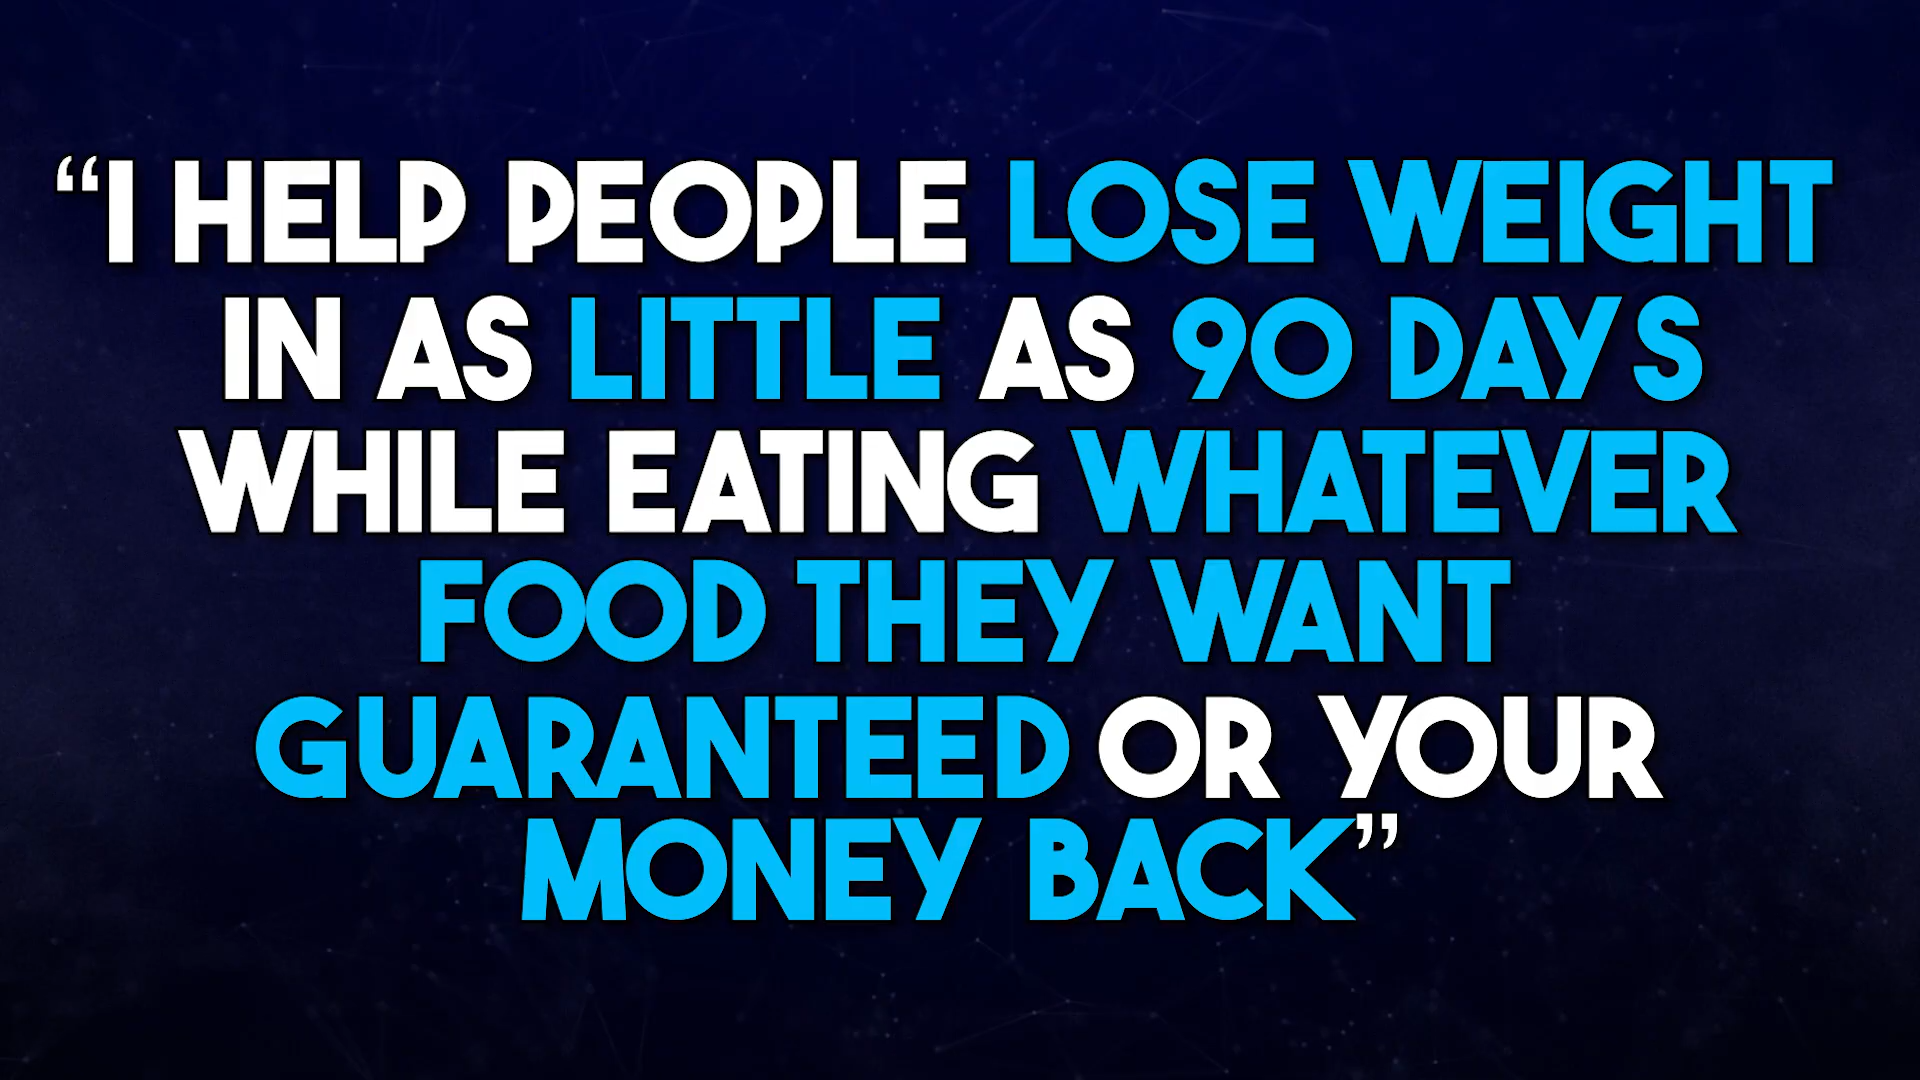 “I HELP PEOPLE LOSE WEIGHT
IN AS LITTLE AS 90 DAYS
WHILE EATING WHATEVER
FOOD THEY WANT
GUARANTEED OR YOUR
MONEY BACK”